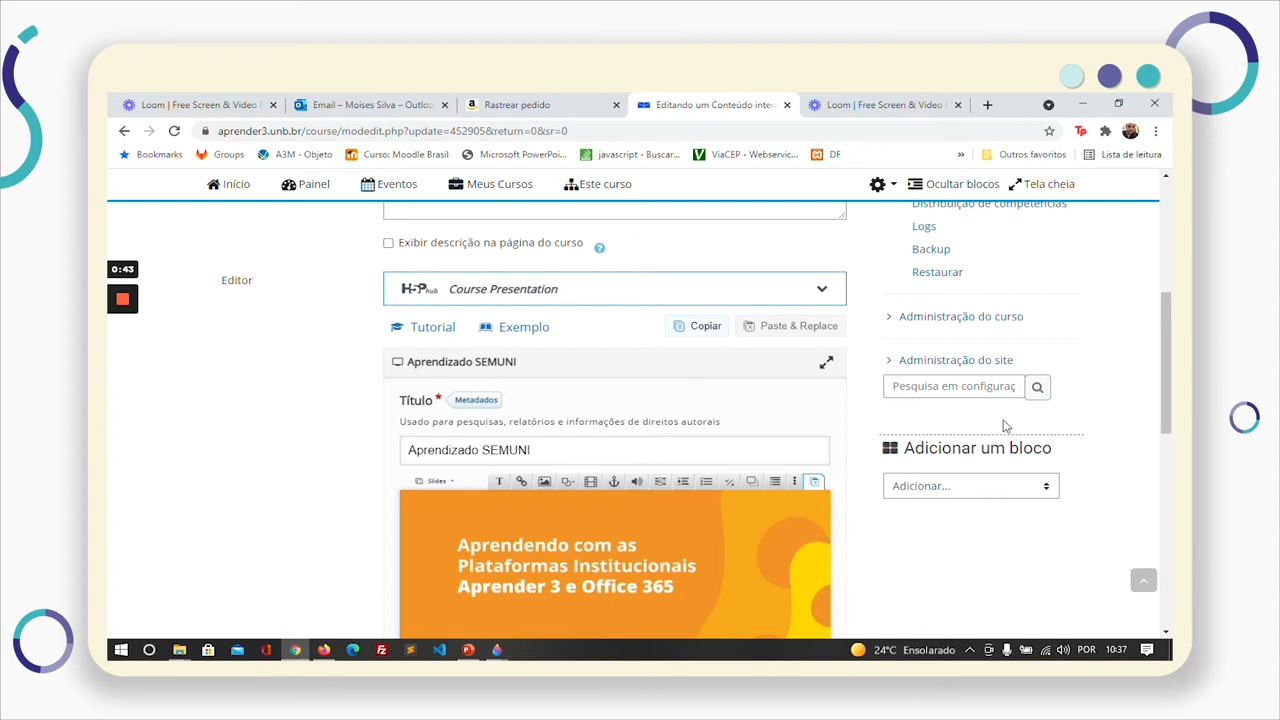 Loom | Free Screen & Video
Email – Moises Silva – Outloo
Rastrear pedido
Editando um Conteúdo inter
Loom | Free Screen & Video
aprender3.unb.br/course/modedit.php?update=452905&return=0&sr=0
Bookmarks
Groups
A3M - Objeto
Curso: Moodle Brasil
Microsoft PowerPoi...
javascript - Buscar...
ViaCEP - Webservic...
DF
»
Outros favoritos
Lista de leitura
Início
Painel
Eventos
Meus Cursos
Este curso
Ocultar blocos
Tela cheia
Distribuição de competências
Logs
Backup
Restaurar
Exibir descrição na página do curso
0:43
Editor
H5P hub Course Presentation
Tutorial
Exemplo
Copiar
Paste & Replace
Administração do curso
Administração do site
Pesquisa em configuraç
Aprendizado SEMUNI
Título*
Metadados
Usado para pesquisas, relatórios e informações de direitos autorais
Aprendizado SEMUNI
Slides
T
Adicionar um bloco
Adicionar...
Aprendendo com as
Plataformas Institucionais
Aprender 3 e Office 365
24°C Ensolarado
POR
10:37